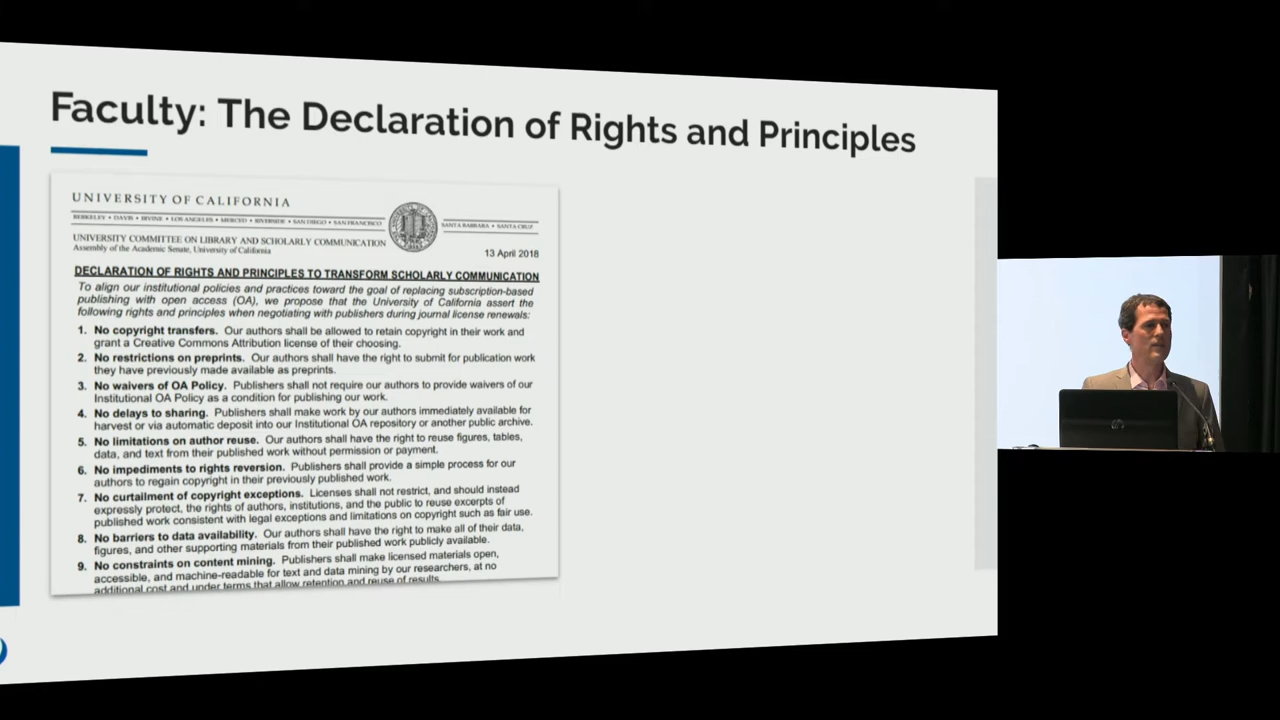 Faculty: The Declaration of Rights and Principles
UNIVERSITY OF CALIFORNIA
BERKELEY • DAVIS • IRVINE • LOS ANGELES • MERCED • RIVERSIDE • SAN DIEGO • SAN FRANCISCO
SANTA BARBARA • SANTA CRUZ
UNIVERSITY COMMITTEE ON LIBRARY AND SCHOLARLY COMMUNICATION
Assembly of the Academic Senate, University of California
13 April 2018
DECLARATION OF RIGHTS AND PRINCIPLES TO TRANSFORM SCHOLARLY COMMUNICATION
To align our institutional policies and practices toward the goal of replacing subscription-based
publishing with open access (OA), we propose that the University of California assert the
following rights and principles when negotiating with publishers during journal license renewals:
1. No copyright transfers. Our authors shall be allowed to retain copyright in their work and
grant a Creative Commons Attribution license of their choosing.
2. No restrictions on preprints. Our authors shall have the right to submit for publication work
they have previously made available as preprints.
3. No waivers of OA Policy. Publishers shall not require our authors to provide waivers of our
Institutional OA Policy as a condition for publishing our work.
4. No delays to sharing. Publishers shall make work by our authors immediately available for
harvest or via automatic deposit into our Institutional OA repository or another public archive.
5. No limitations on author reuse. Our authors shall have the right to reuse figures, tables,
data, and text from their published work without permission or payment.
6. No impediments to rights reversion. Publishers shall provide a simple process for our
authors to regain copyright in their previously published work.
7. No curtailment of copyright exceptions. Licenses shall not restrict, and should instead
expressly protect, the rights of authors, institutions, and the public to reuse excerpts of
published work consistent with legal exceptions and limitations on copyright such as fair use.
8. No barriers to data availability. Our authors shall have the right to make all of their data,
figures, and other supporting materials from their published work publicly available.
9. No constraints on content mining. Publishers shall make licensed materials open,
accessible, and machine-readable for text and data mining by our researchers, at no
additional cost and under terms that allow retention and reuse of results.